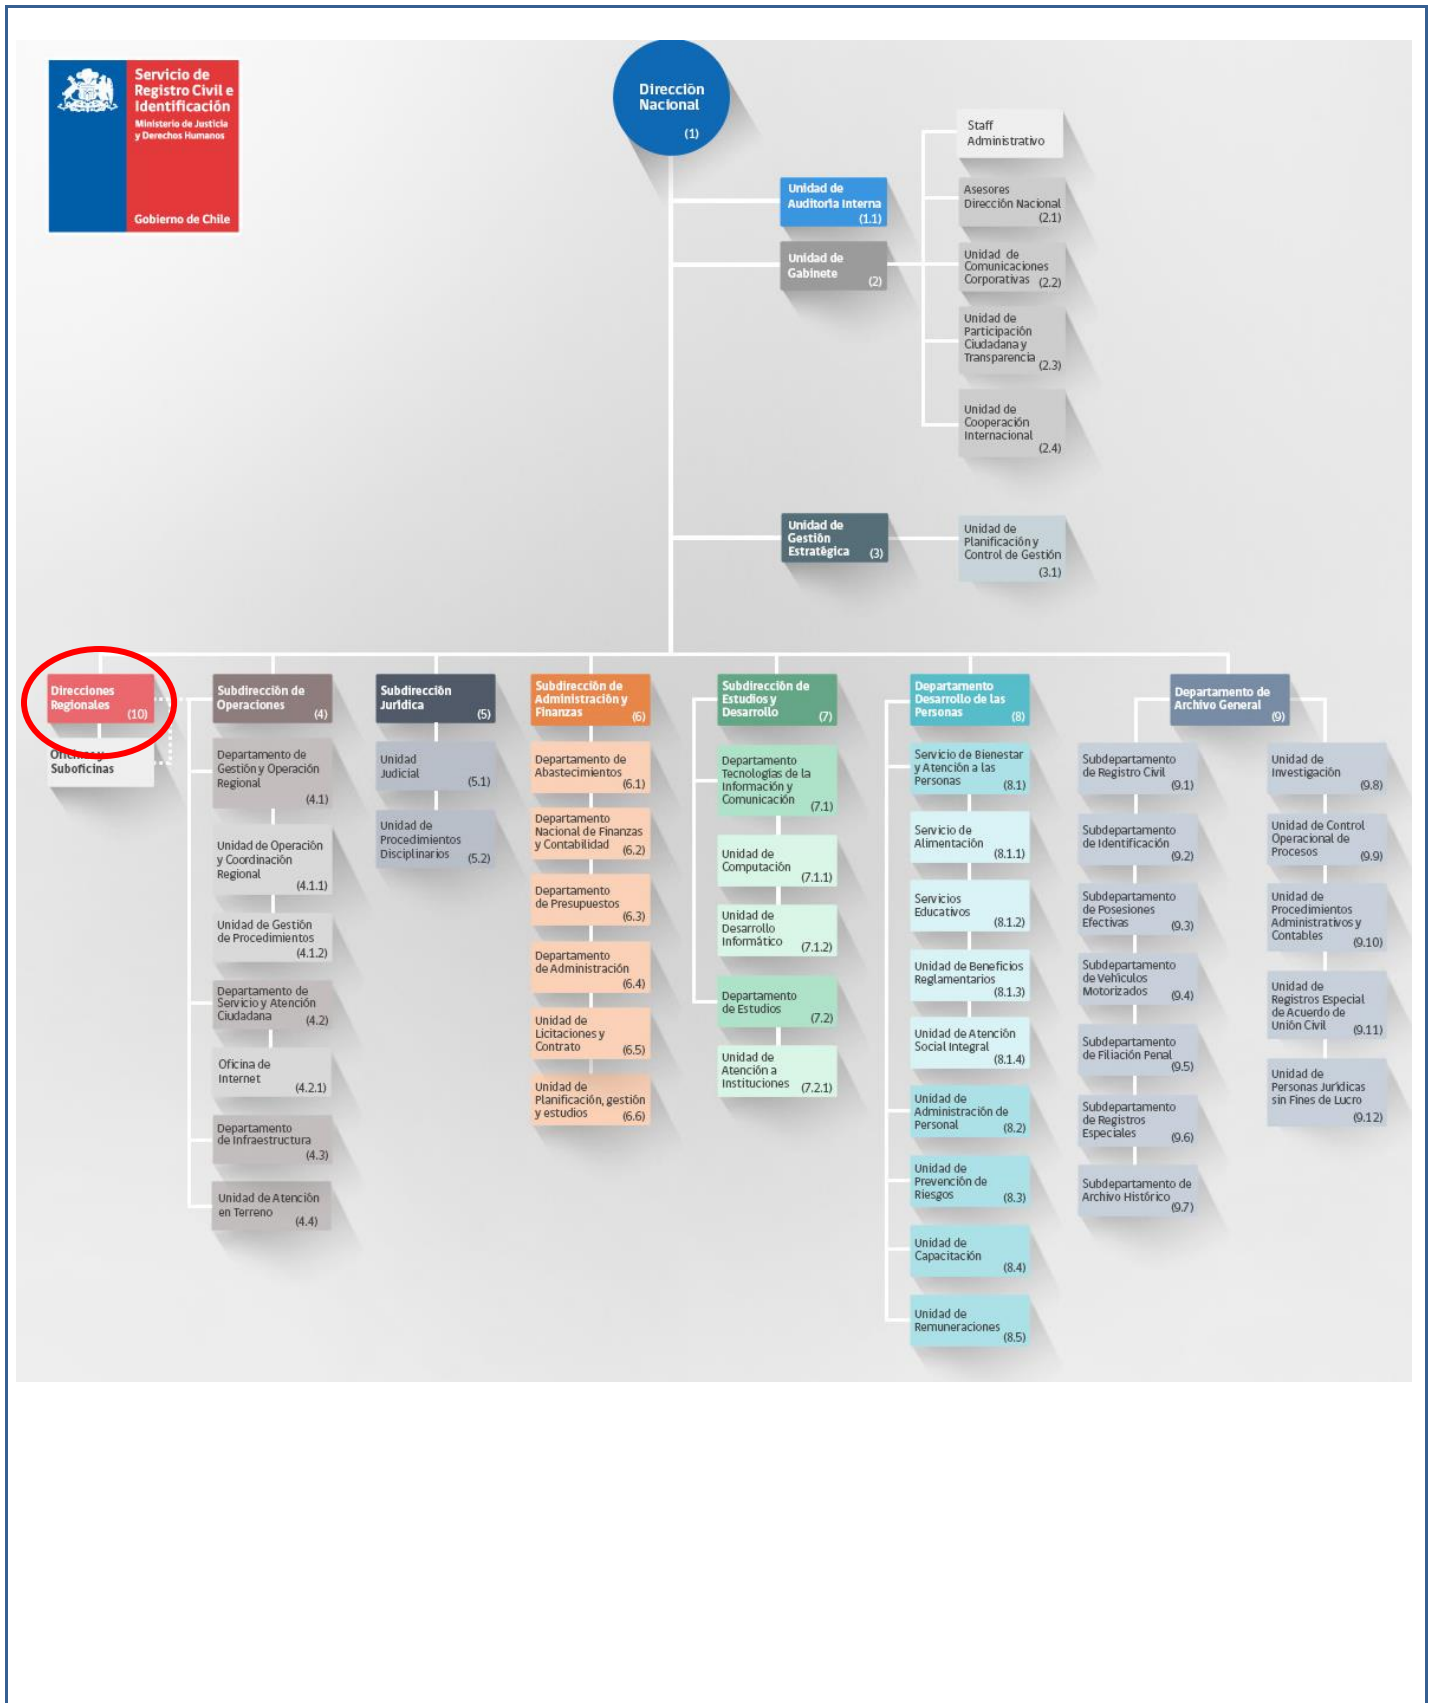 Servicio de
Registro Civil e
Identificación
Ministerio de Justicia
y Derechos Humanos
Gobierno de Chile
Dirección
Nacional
(1)
Staff
Administrativo
Unidad de
Auditoría Interna
(1.1)
Asesores
Dirección Nacional
(2.1)
Unidad de
Gabinete
(2)
Unidad de
Comunicaciones
Corporativas (2.2)
Unidad de
Participación
Ciudadana y
Transparencia
(2.3)
Unidad de
Cooperación
Internacional
(2.4)
Unidad de
Gestión
Estratégica (3)
Unidad de
Planificación y
Control de Gestión
(3.1)
Direcciones
Regionales
(10)
Oficinas y
Suboficinas
Subdirección de
Operaciones (4)
Departamento de
Gestión y Operación
Regional
(4.1)
Unidad de Operación
y Coordinación
Regional
(4.1.1)
Unidad de Gestión
de Procedimientos
(4.1.2)
Departamento de
Servicio y Atención
Ciudadana (4.2)
Oficina de
Internet
(4.2.1)
Departamento
de Infraestructura
(4.3)
Unidad de Atención
en Terreno
(4.4)
Subdirección
Jurídica
(5)
Unidad
Judicial
(5.1)
Unidad de
Procedimientos
Disciplinarios (5.2)
Subdirección de
Administración y
Finanzas (6)
Departamento de
Abastecimientos
(6.1)
Departamento
Nacional de Finanzas
y Contabilidad (6.2)
Departamento
de Presupuestos
(6.3)
Departamento
de Administración
(6.4)
Unidad de
Licitaciones y
Contrato (6.5)
Unidad de
Planificación, gestión
y estudios (6.6)
Subdirección de
Estudios y
Desarrollo (7)
Departamento
Tecnologías de la
Información y
Comunicación (7.1)
Unidad de
Computación
(7.1.1)
Unidad de
Desarrollo
Informático (7.1.2)
Departamento
de Estudios
(7.2)
Unidad de
Atención a
Instituciones (7.2.1)
Departamento
Desarrollo de las
Personas (8)
Servicio de Bienestar
y Atención a las
Personas (8.1)
Servicio de
Alimentación
(8.1.1)
Servicios
Educativos
(8.1.2)
Unidad de Beneficios
Reglamentarios
(8.1.3)
Unidad de Atención
Social Integral
(8.1.4)
Unidad de
Administración de
Personal (8.2)
Unidad de
Prevención de
Riesgos (8.3)
Unidad de
Capacitación
(8.4)
Unidad de
Remuneraciones
(8.5)
Departamento de
Archivo General
(9)
Subdepartamento
de Registro Civil
(9.1)
Subdepartamento
de Identificación
(9.2)
Subdepartamento
de Posesiones
Efectivas (9.3)
Subdepartamento
de Vehículos
Motorizados (9.4)
Subdepartamento
de Filiación Penal
(9.5)
Subdepartamento
de Registros
Especiales (9.6)
Subdepartamento de
Archivo Histórico
(9.7)
Unidad de
Investigación
(9.8)
Unidad de Control
Operacional de
Procesos (9.9)
Unidad de
Procedimientos
Administrativos y
Contables (9.10)
Unidad de
Registros Especial
de Acuerdo de
Unión Civil (9.11)
Unidad de
Personas Jurídicas
sin Fines de Lucro
(9.12)